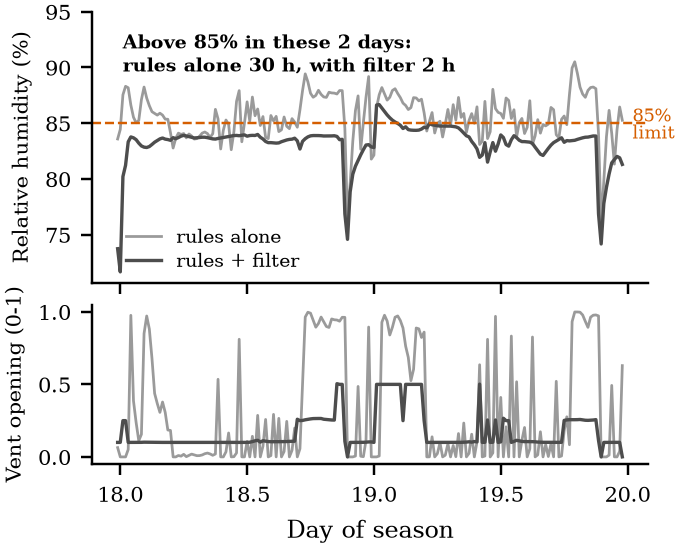 95
90
85
80
75
Relative humidity (%)
Above 85% in these 2 days:
rules alone 30 h, with filter 2 h
85%
limit
rules alone
rules + filter
1.0
0.5
0.0
Vent opening (0-1)
18.0
18.5
19.0
19.5
20.0
Day of season